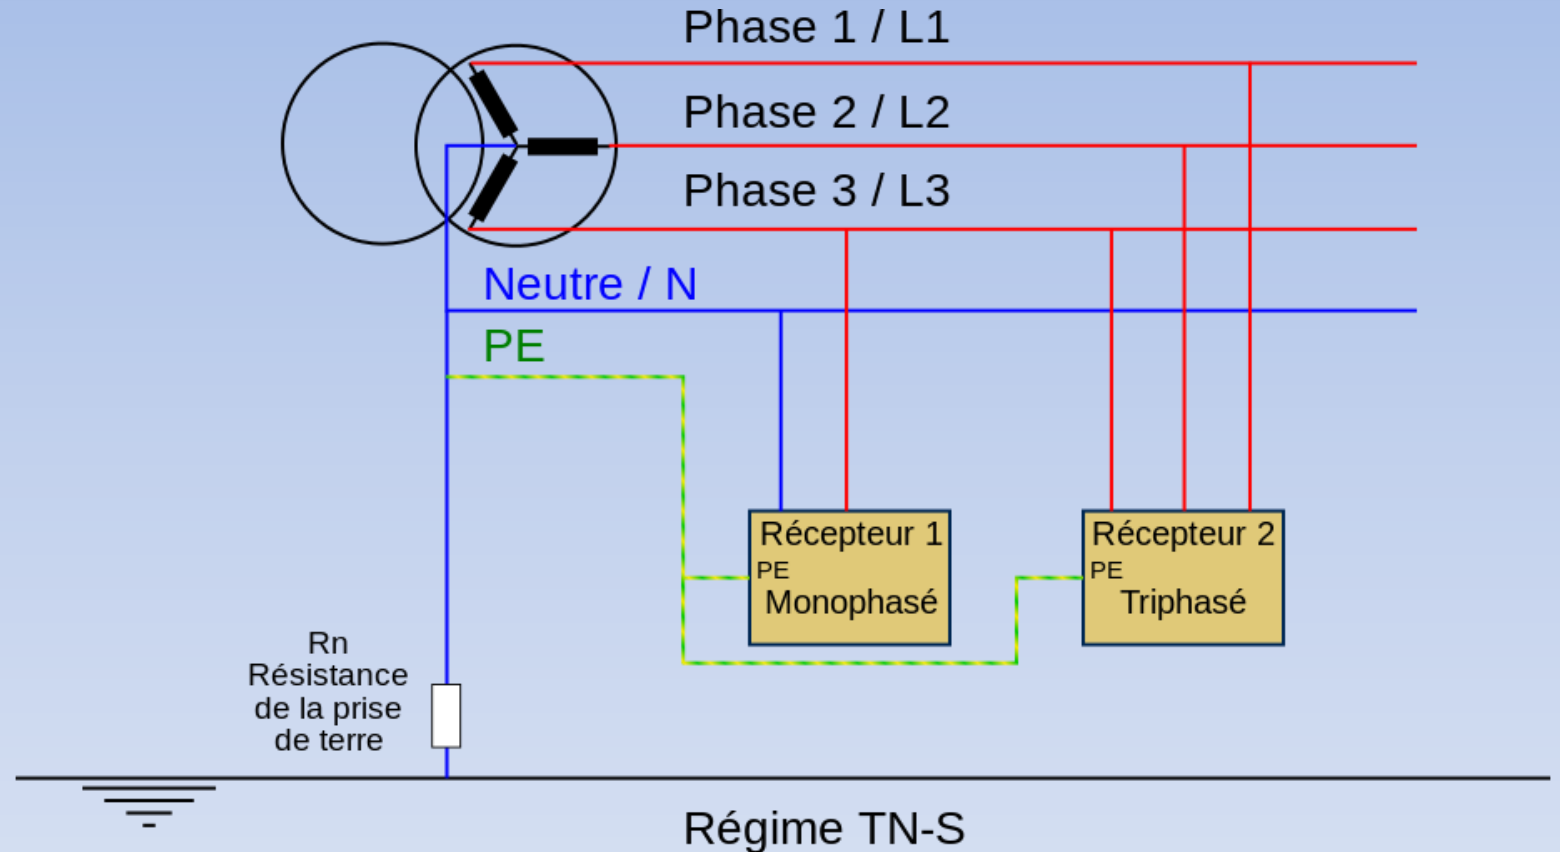 Phase 1 / L1
Phase 2 / L2
Phase 3 / L3
Neutre / N
PE
Récepteur 1
PE
Monophasé
Récepteur 2
PE
Triphasé
Rn
Résistance
de la prise
de terre
Régime TN-S